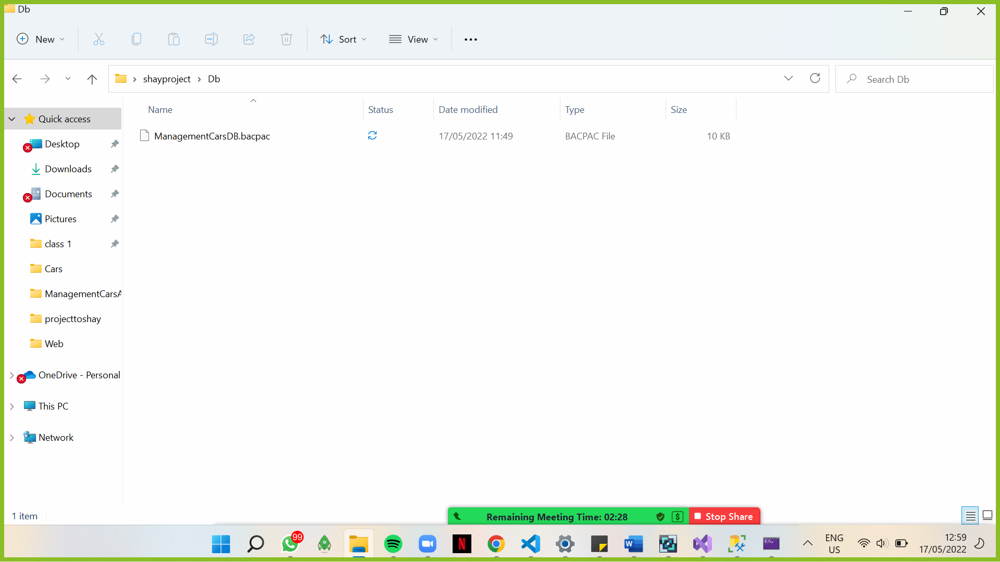 Db
New
Sort
View
shayproject
Db
Search Db
Name
Status
Date modified
Type
Size
ManagementCarsDB.bacpac
17/05/2022 11:49
BACPAC File
10 KB
Quick access
Desktop
Downloads
Documents
Pictures
class 1
Cars
ManagementCarsA
projecttoshay
Web
OneDrive - Personal
This PC
Network
1 item
Remaining Meeting Time: 02:28
$
Stop Share
99
N
W
C:\_
ENG
US
12:59
17/05/2022